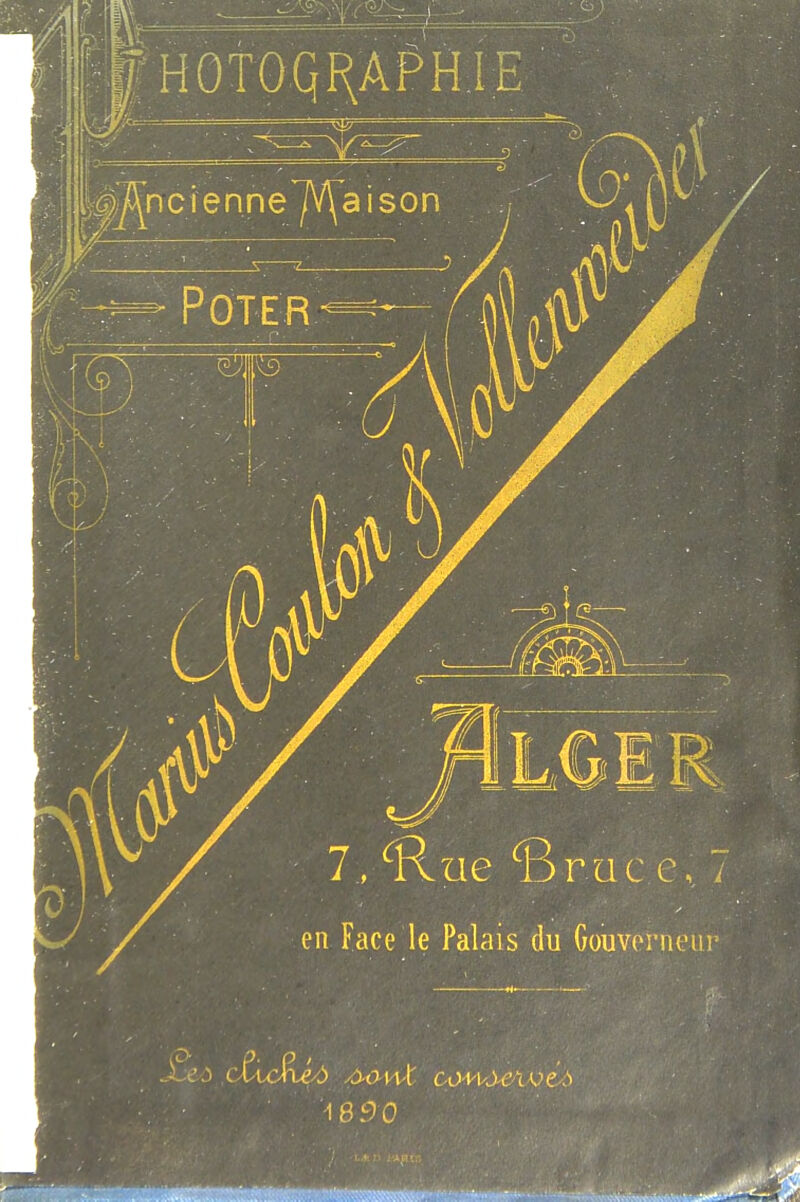 PHOTOGRAPHIE
Ancienne Maison
POTER
Marius Coulon & Vollenweider
ALGER
7, Rue Bruce, 7
en Face le Palais du Gouverneur
Les clichés sont conservés
1890
L & D PARIS